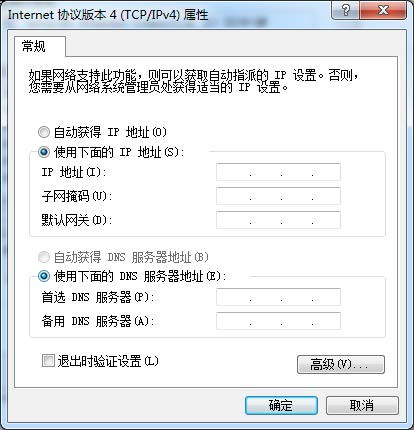 Internet 协议版本 4 (TCP/IPv4) 属性
常规
如果网络支持此功能，则可以获取自动指派的 IP 设置。否则，
您需要从网络系统管理员处获得适当的 IP 设置。
自动获得 IP 地址(O)
使用下面的 IP 地址(S):
IP 地址(I):
子网掩码(U):
默认网关(D):
自动获得 DNS 服务器地址(B)
使用下面的 DNS 服务器地址(E):
首选 DNS 服务器(P):
备用 DNS 服务器(A):
退出时验证设置(L)
高级(V)...
确定
取消